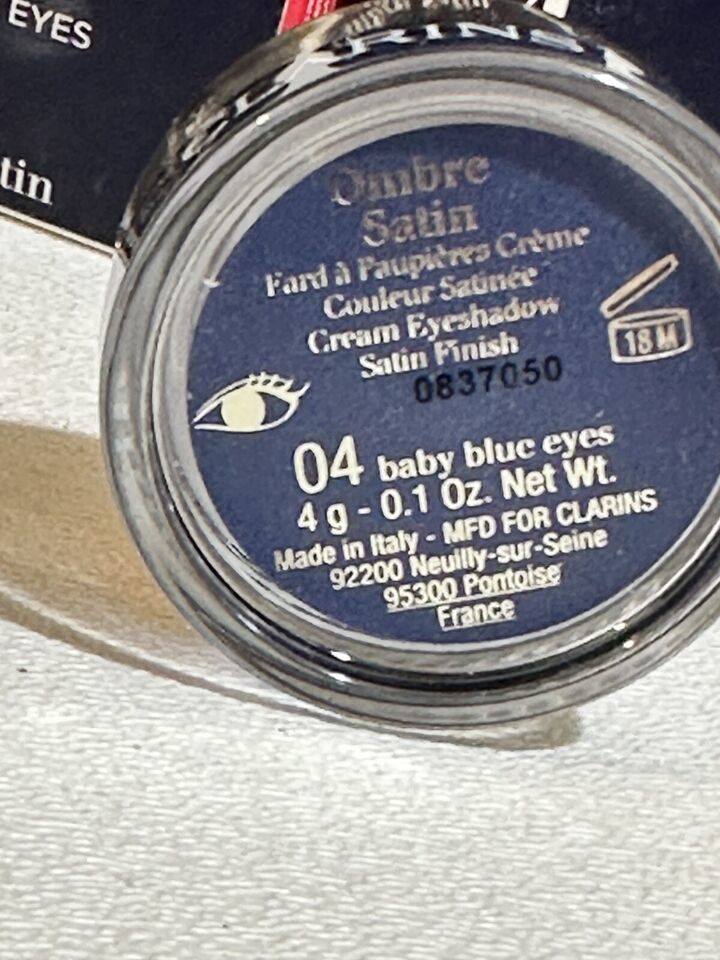 EYES
tin
CLARINS
Ombre
Satin
Fard à Paupières Crème
Couleur Satinée
Cream Eyeshadow
Satin Finish
18 M
0837050
04 baby blue eyes
4 g - 0.1 Oz. Net Wt.
Made in Italy - MFD FOR CLARINS
92200 Neuilly-sur-Seine
95300 Pontoise
France